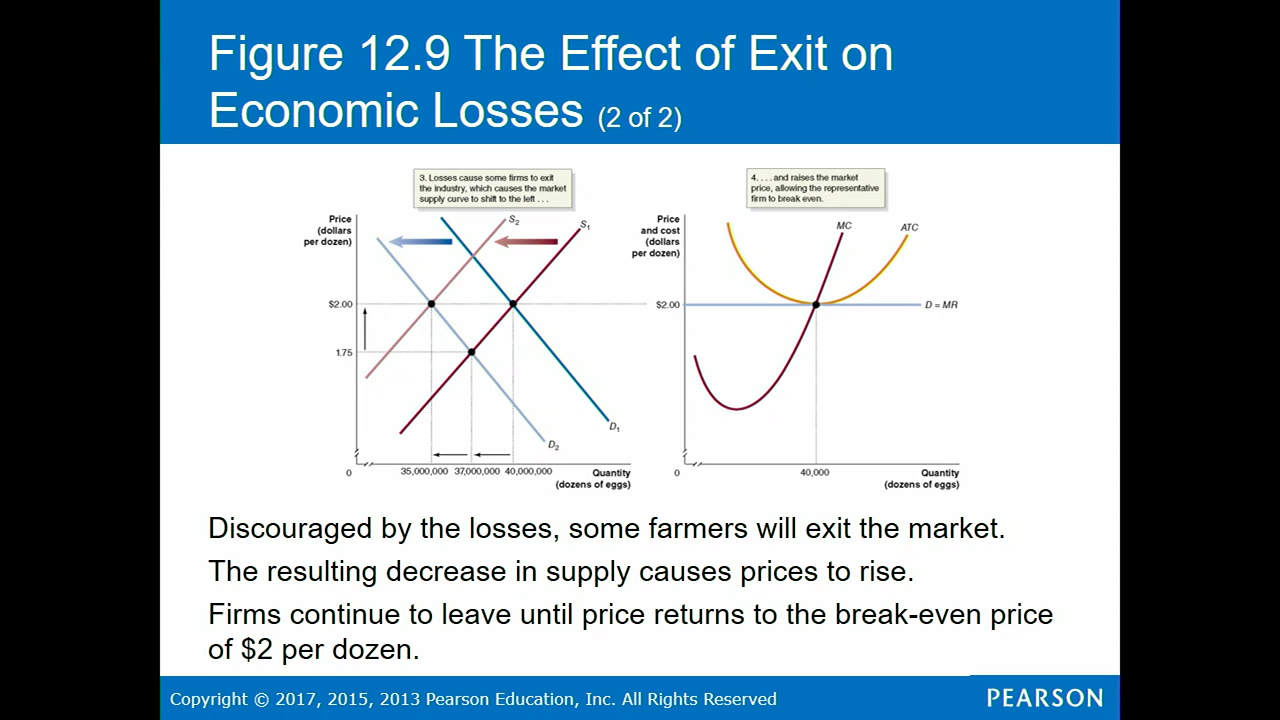 Figure 12.9 The Effect of Exit on
Economic Losses (2 of 2)
3. Losses cause some firms to exit
the industry, which causes the market
supply curve to shift to the left . . .
Price
(dollars
per dozen)
S2
S1
$2.00
1.75
D1
D2
0
35,000,000
37,000,000
40,000,000
Quantity
(dozens of eggs)
4. . . . and raises the market
price, allowing the representative
firm to break even.
Price
and cost
(dollars
per dozen)
MC
ATC
$2.00
D = MR
0
40,000
Quantity
(dozens of eggs)
Discouraged by the losses, some farmers will exit the market.
The resulting decrease in supply causes prices to rise.
Firms continue to leave until price returns to the break-even price
of $2 per dozen.
Copyright © 2017, 2015, 2013 Pearson Education, Inc. All Rights Reserved
PEARSON